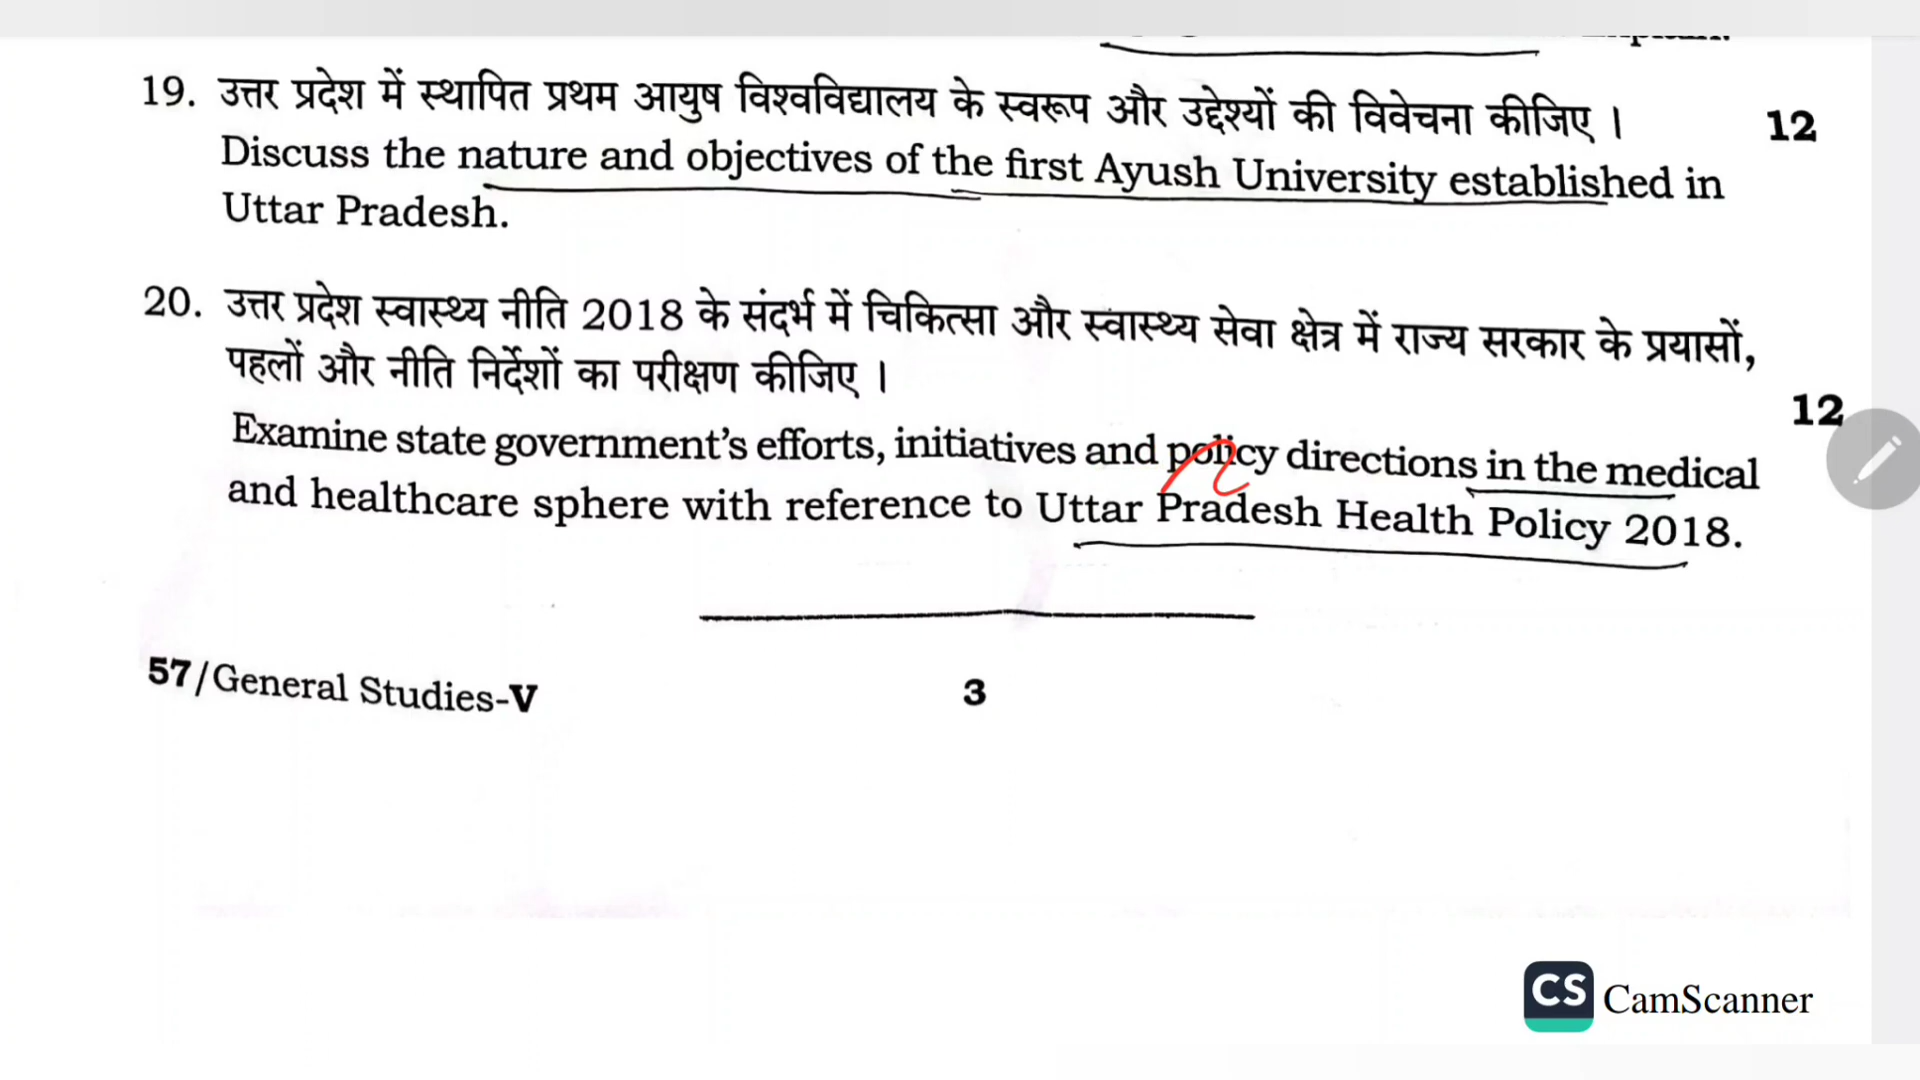 19. उत्तर प्रदेश में स्थापित प्रथम आयुष विश्वविद्यालय के स्वरूप और उद्देश्यों की विवेचना कीजिए । 12
Discuss the nature and objectives of the first Ayush University established in
Uttar Pradesh.
20. उत्तर प्रदेश स्वास्थ्य नीति 2018 के संदर्भ में चिकित्सा और स्वास्थ्य सेवा क्षेत्र में राज्य सरकार के प्रयासों,
पहलों और नीति निर्देशों का परीक्षण कीजिए ।
12
Examine state government's efforts, initiatives and policy directions in the medical
and healthcare sphere with reference to Uttar Pradesh Health Policy 2018.
57/General Studies-V 3
CS CamScanner